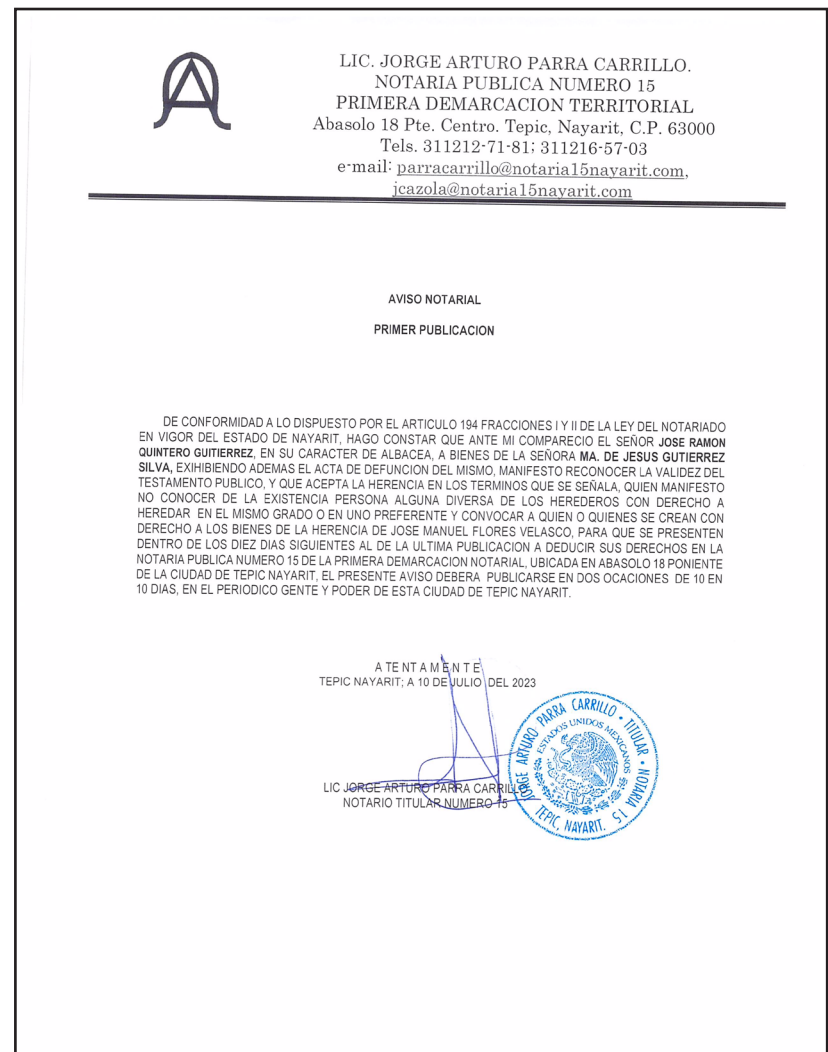 LIC. JORGE ARTURO PARRA CARRILLO.
NOTARIA PUBLICA NUMERO 15
PRIMERA DEMARCACION TERRITORIAL
Abasolo 18 Pte. Centro. Tepic, Nayarit, C.P. 63000
Tels. 311212-71-81; 311216-57-03
e-mail: parracarrillo@notaria15nayarit.com,
jcazola@notaria15nayarit.com
AVISO NOTARIAL
PRIMER PUBLICACION
DE CONFORMIDAD A LO DISPUESTO POR EL ARTICULO 194 FRACCIONES I Y II DE LA LEY DEL NOTARIADO
EN VIGOR DEL ESTADO DE NAYARIT, HAGO CONSTAR QUE ANTE MI COMPARECIO EL SEÑOR JOSE RAMON
QUINTERO GUITIERREZ, EN SU CARACTER DE ALBACEA, A BIENES DE LA SEÑORA MA. DE JESUS GUTIERREZ
SILVA, EXIHIBIENDO ADEMAS EL ACTA DE DEFUNCION DEL MISMO, MANIFESTO RECONOCER LA VALIDEZ DEL
TESTAMENTO PUBLICO, Y QUE ACEPTA LA HERENCIA EN LOS TERMINOS QUE SE SEÑALA, QUIEN MANIFESTO
NO CONOCER DE LA EXISTENCIA PERSONA ALGUNA DIVERSA DE LOS HEREDEROS CON DERECHO A
HEREDAR EN EL MISMO GRADO O EN UNO PREFERENTE Y CONVOCAR A QUIEN O QUIENES SE CREAN CON
DERECHO A LOS BIENES DE LA HERENCIA DE JOSE MANUEL FLORES VELASCO, PARA QUE SE PRESENTEN
DENTRO DE LOS DIEZ DIAS SIGUIENTES AL DE LA ULTIMA PUBLICACION A DEDUCIR SUS DERECHOS EN LA
NOTARIA PUBLICA NUMERO 15 DE LA PRIMERA DEMARCACION NOTARIAL, UBICADA EN ABASOLO 18 PONIENTE
DE LA CIUDAD DE TEPIC NAYARIT, EL PRESENTE AVISO DEBERA PUBLICARSE EN DOS OCACIONES DE 10 EN
10 DIAS, EN EL PERIODICO GENTE Y PODER DE ESTA CIUDAD DE TEPIC NAYARIT.
A TE NT A M E N T E
TEPIC NAYARIT; A 10 DE JULIO DEL 2023
LIC JORGE ARTURO PARRA CARRILLO
NOTARIO TITULAR NUMERO 15
JORGE ARTURO PARRA CARRILLO • TITULAR • NOTARIA 15
ESTADOS UNIDOS MEXICANOS
TEPIC, NAYARIT.